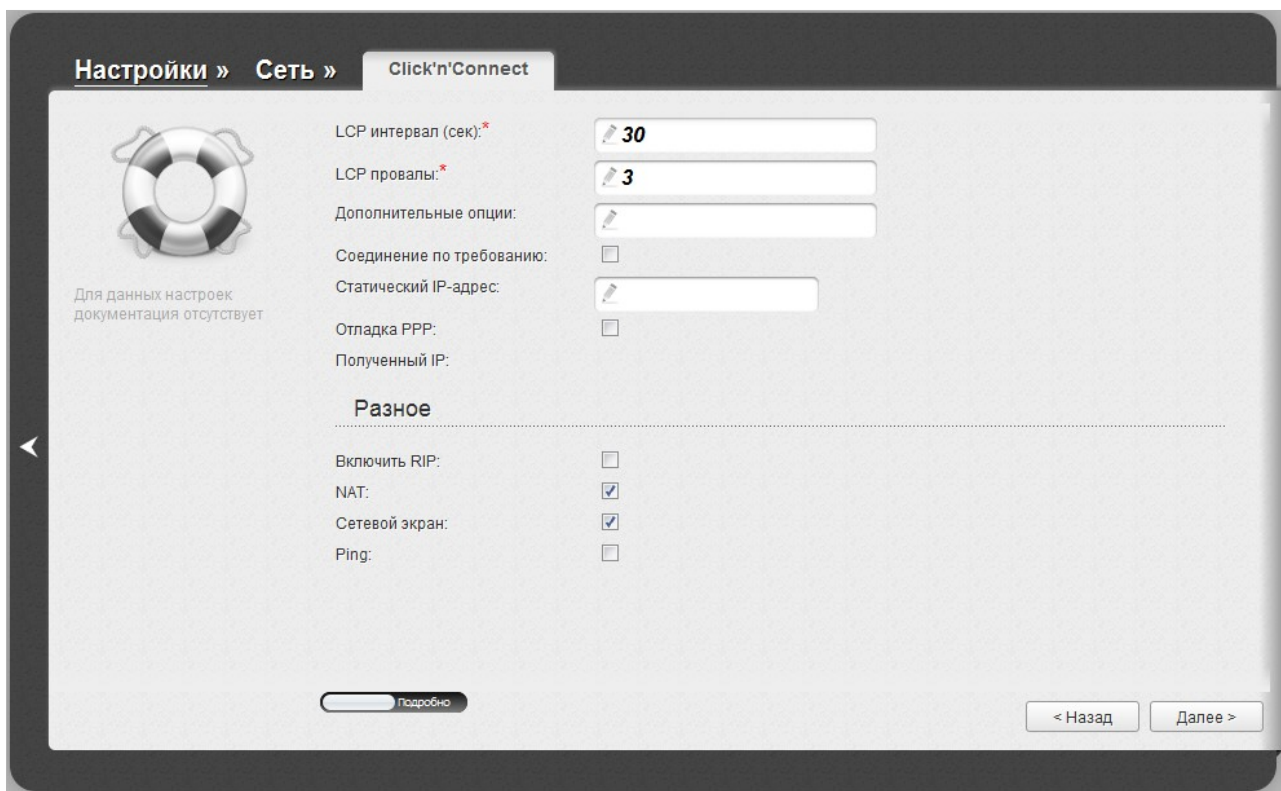 Настройки » Сеть » Click'n'Connect
LCP интервал (сек):* 30
LCP провалы:* 3
Дополнительные опции:
Соединение по требованию:
Статический IP-адрес:
Отладка PPP:
Полученный IP:
Для данных настроек
документация отсутствует
Разное
Включить RIP:
NAT:
Сетевой экран:
Ping:
Подробно
< Назад Далее >